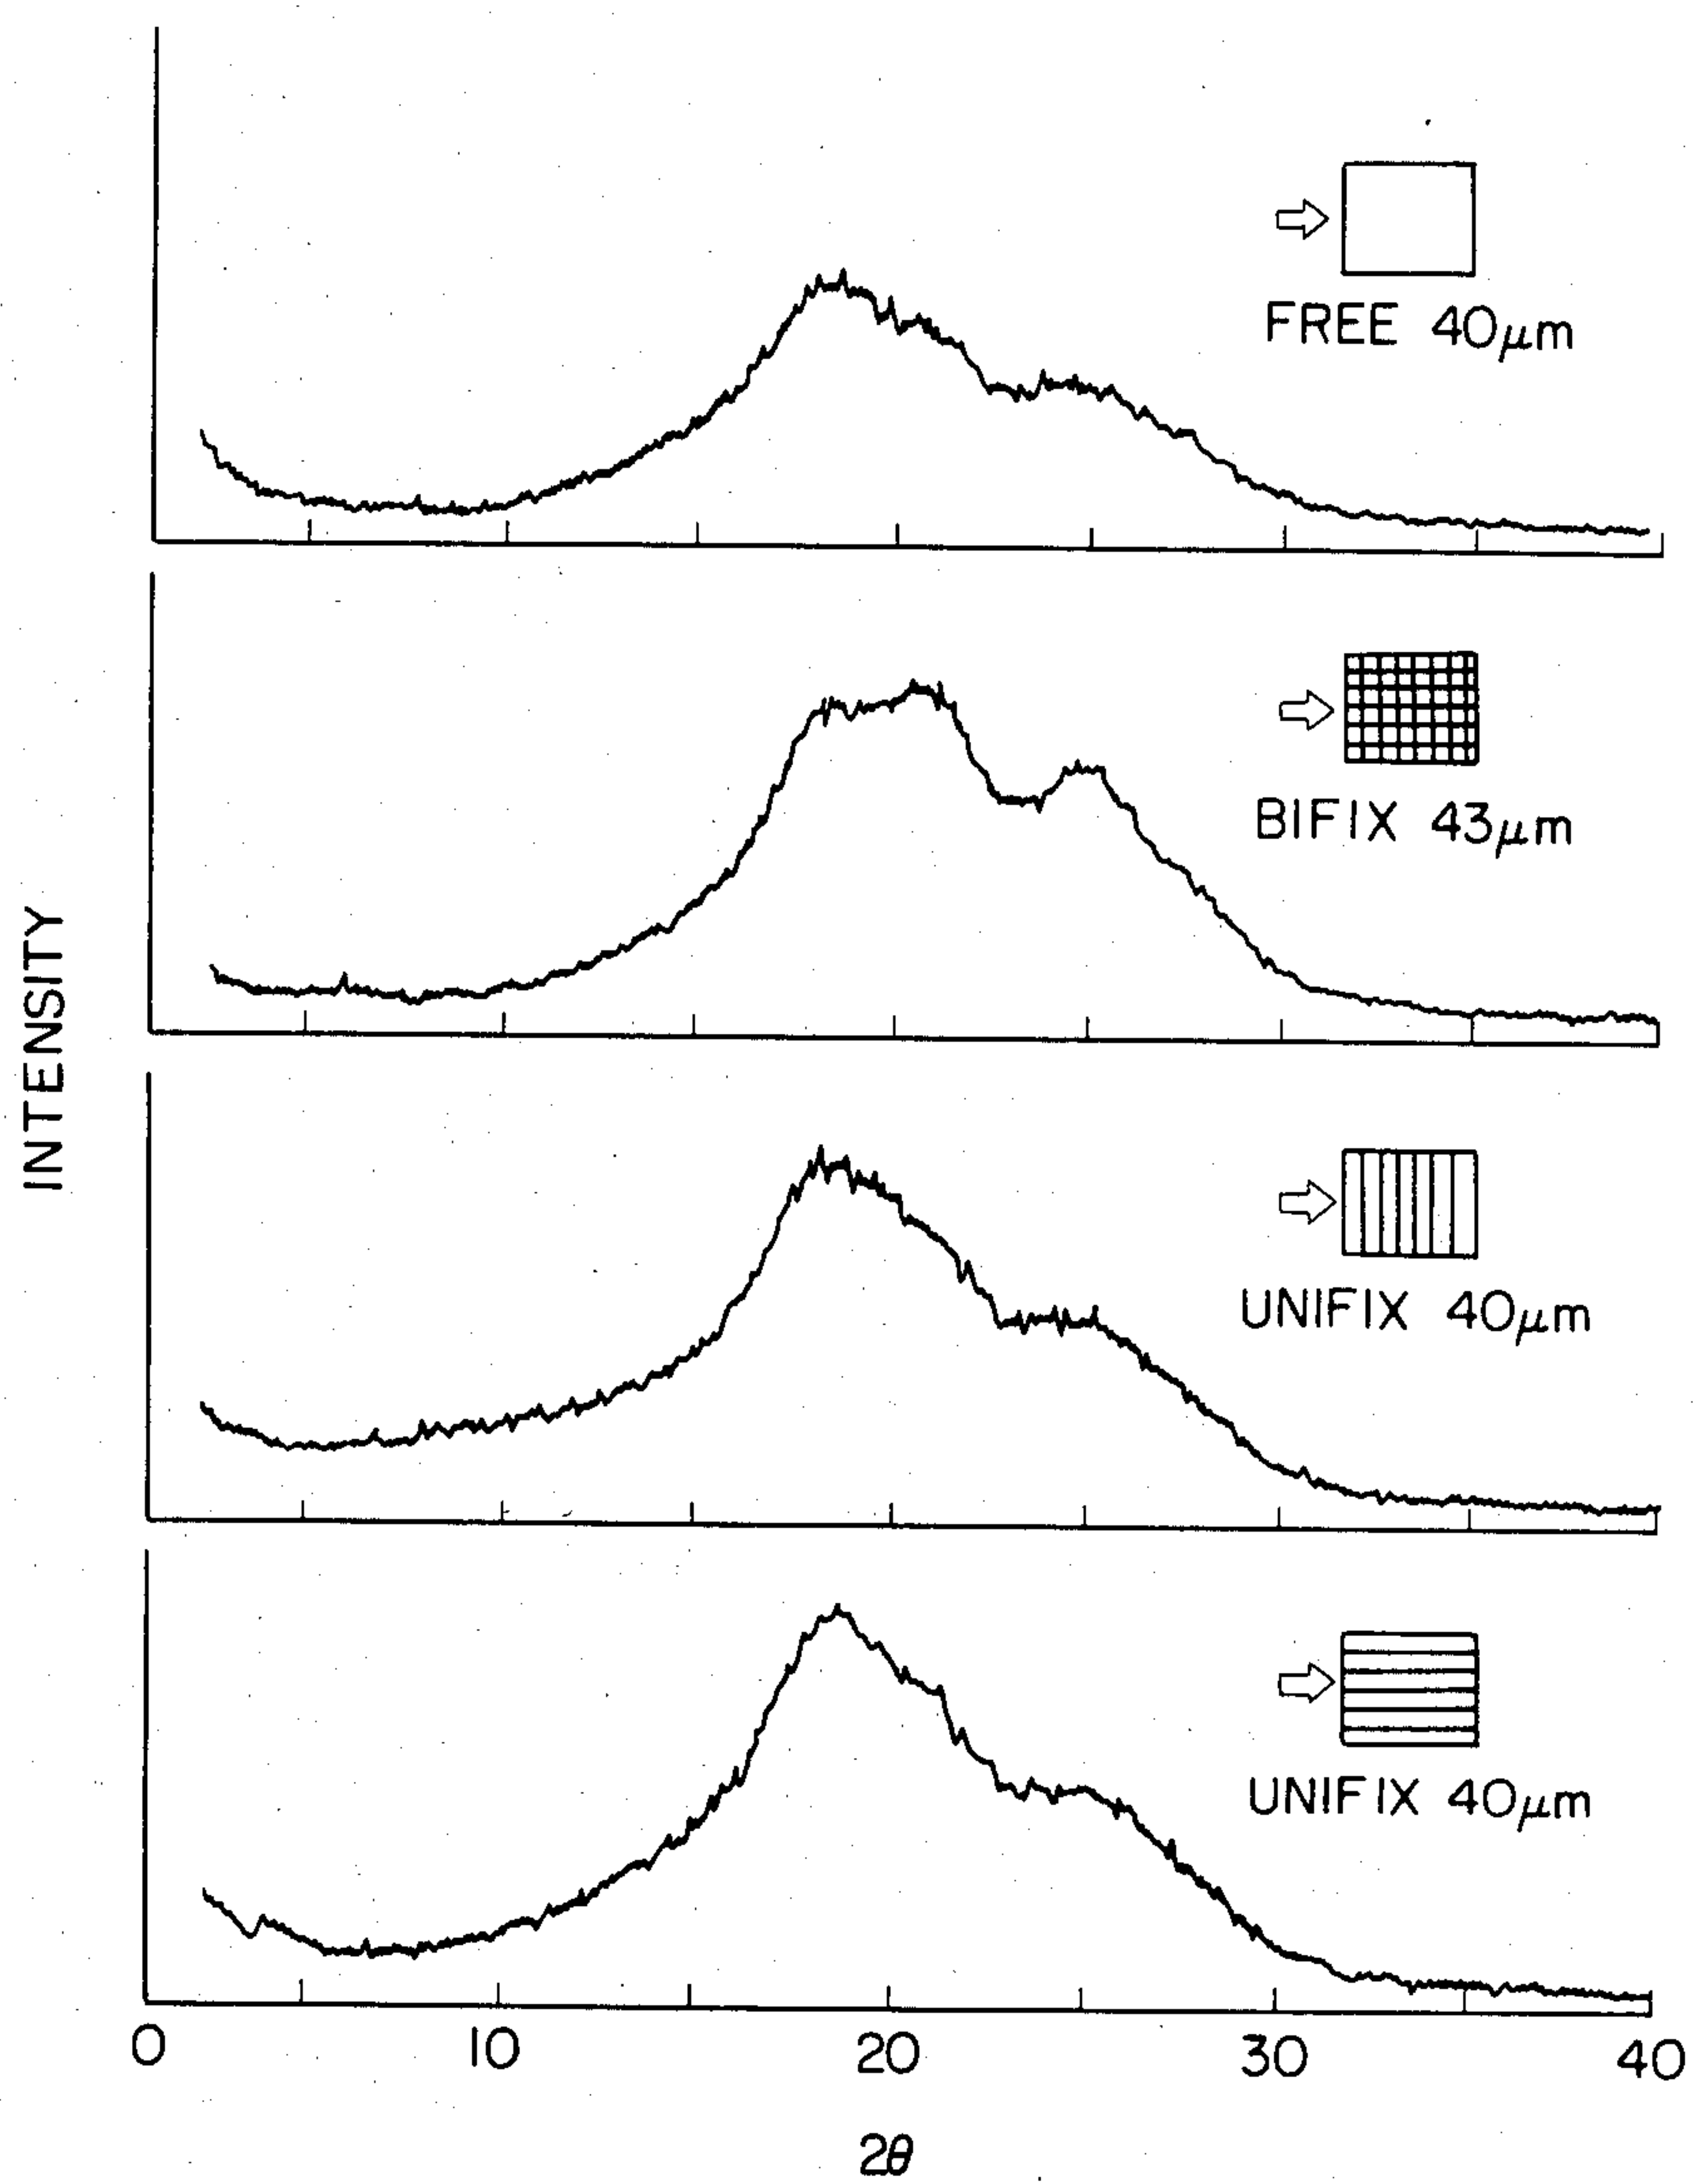 FREE 40μm
BIFIX 43μm
INTENSITY
UNIFIX 40μm
UNIFIX 40μm
0 10 20 30 40
2θ